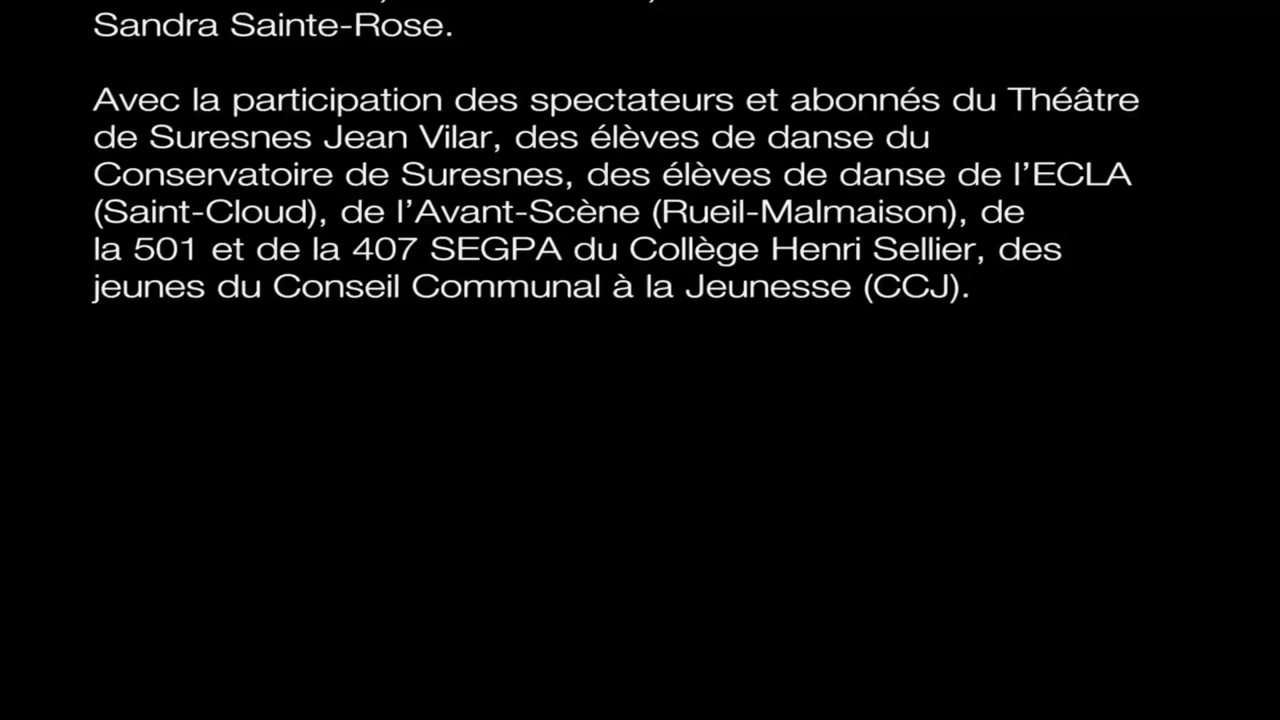 Sandra Sainte-Rose.
Avec la participation des spectateurs et abonnés du Théâtre
de Suresnes Jean Vilar, des élèves de danse du
Conservatoire de Suresnes, des élèves de danse de l’ECLA
(Saint-Cloud), de l’Avant-Scène (Rueil-Malmaison), de
la 501 et de la 407 SEGPA du Collège Henri Sellier, des
jeunes du Conseil Communal à la Jeunesse (CCJ).